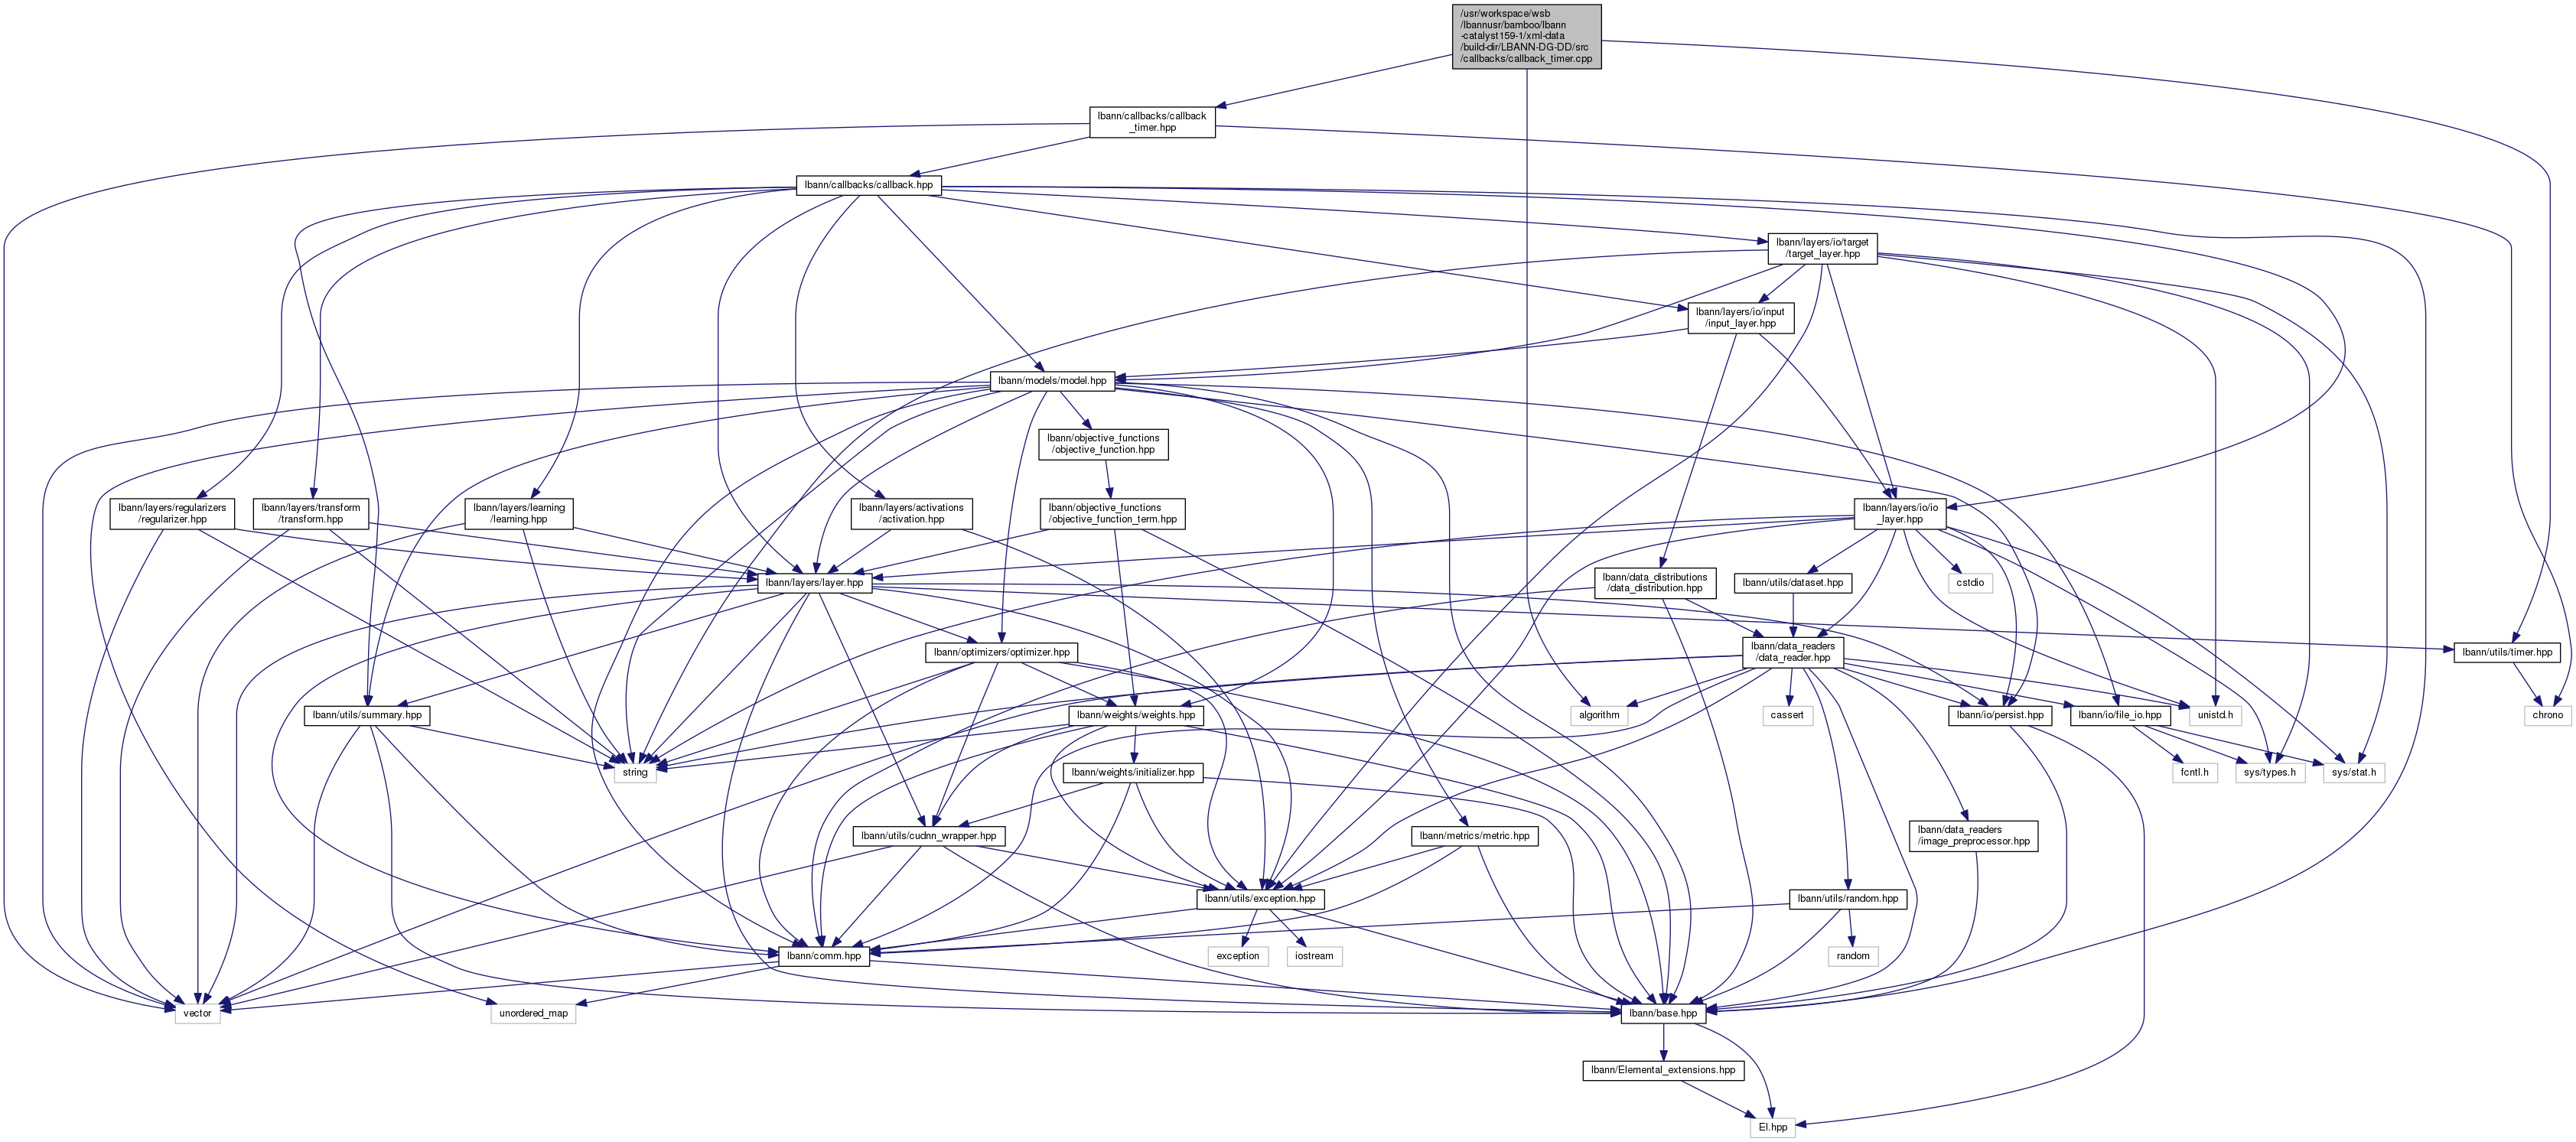 /usr/workspace/wsb
/lbannusr/bamboo/lbann
-catalyst159-1/xml-data
/build-dir/LBANN-DG-DD/src
/callbacks/callback_timer.cpp
lbann/callbacks/callback
_timer.hpp
lbann/callbacks/callback.hpp
lbann/layers/io/target
/target_layer.hpp
lbann/layers/io/input
/input_layer.hpp
lbann/models/model.hpp
lbann/objective_functions
/objective_function.hpp
lbann/layers/regularizers
/regularizer.hpp
lbann/layers/transform
/transform.hpp
lbann/layers/learning
/learning.hpp
lbann/layers/activations
/activation.hpp
lbann/objective_functions
/objective_function_term.hpp
lbann/layers/io/io
_layer.hpp
lbann/layers/layer.hpp
lbann/data_distributions
/data_distribution.hpp
lbann/utils/dataset.hpp
cstdio
lbann/optimizers/optimizer.hpp
lbann/data_readers
/data_reader.hpp
lbann/utils/timer.hpp
lbann/utils/summary.hpp
lbann/weights/weights.hpp
algorithm
cassert
lbann/io/persist.hpp
lbann/io/file_io.hpp
unistd.h
chrono
string
lbann/weights/initializer.hpp
fcntl.h
sys/types.h
sys/stat.h
lbann/utils/cudnn_wrapper.hpp
lbann/metrics/metric.hpp
lbann/data_readers
/image_preprocessor.hpp
lbann/utils/exception.hpp
lbann/utils/random.hpp
lbann/comm.hpp
exception
iostream
random
vector
unordered_map
lbann/base.hpp
lbann/Elemental_extensions.hpp
El.hpp